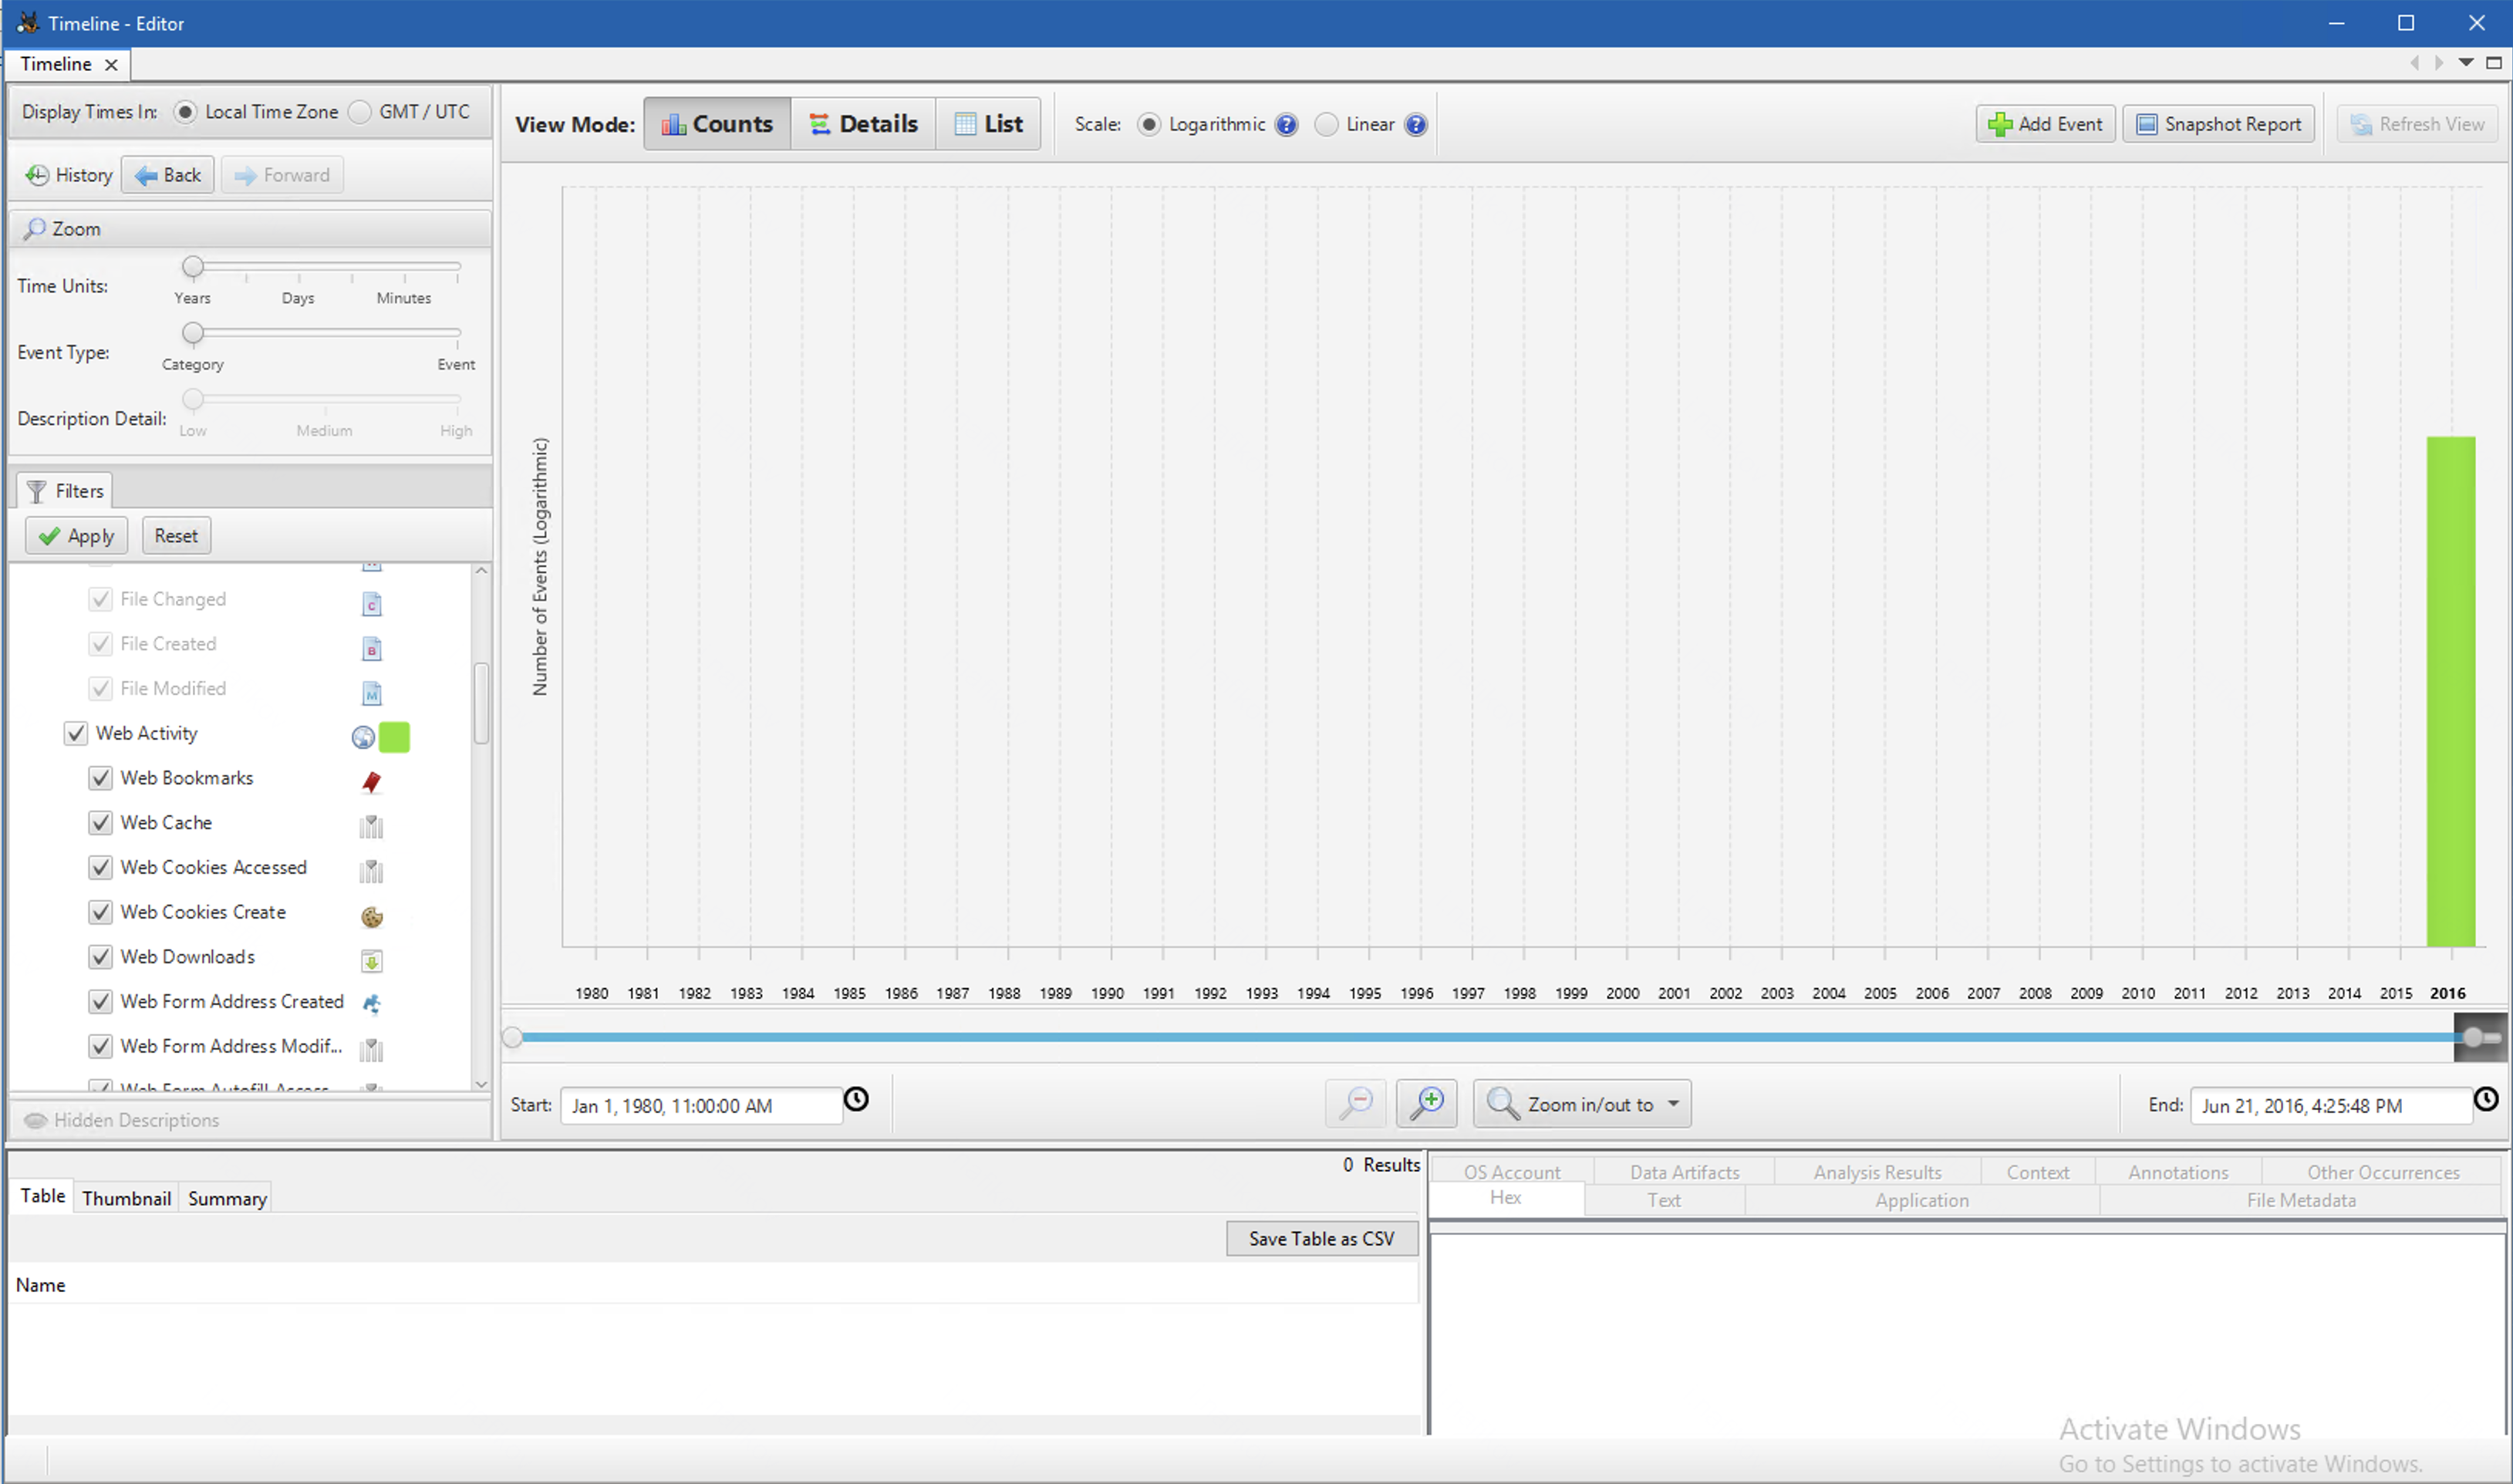 Timeline - Editor
Timeline
Display Times In: Local Time Zone GMT / UTC
History Back Forward
Zoom
Time Units:
Years Days Minutes
Event Type:
Category Event
Description Detail:
Low Medium High
Filters
Apply Reset
File Changed
File Created
File Modified
Web Activity
Web Bookmarks
Web Cache
Web Cookies Accessed
Web Cookies Create
Web Downloads
Web Form Address Created
Web Form Address Modif...
Web Form Autofill Access
Hidden Descriptions
View Mode: Counts Details List Scale: Logarithmic Linear
Add Event Snapshot Report Refresh View
Number of Events (Logarithmic)
1980 1981 1982 1983 1984 1985 1986 1987 1988 1989 1990 1991 1992 1993 1994 1995 1996 1997 1998 1999 2000 2001 2002 2003 2004 2005 2006 2007 2008 2009 2010 2011 2012 2013 2014 2015 2016
Start: Jan 1, 1980, 11:00:00 AM Zoom in/out to End: Jun 21, 2016, 4:25:48 PM
0 Results
Table Thumbnail Summary
Save Table as CSV
Name
OS Account Data Artifacts Analysis Results Context Annotations Other Occurrences
Hex Text Application File Metadata
Activate Windows
Go to Settings to activate Windows.